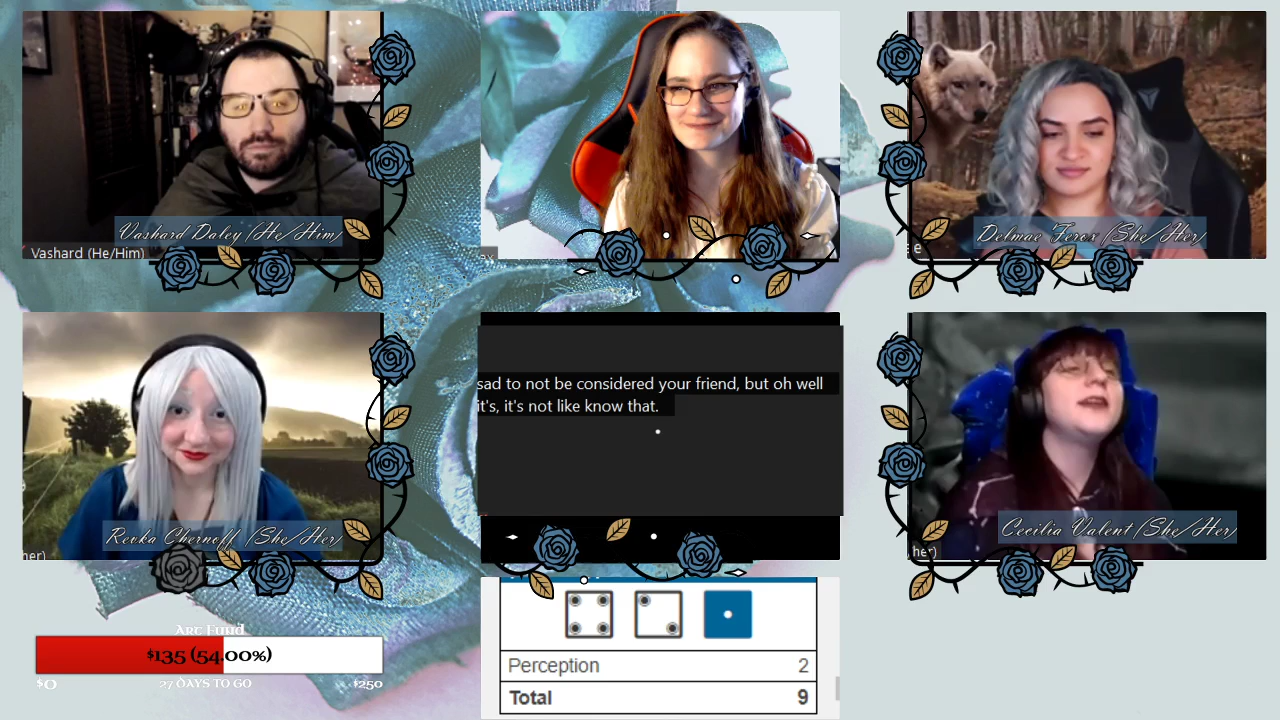 Vashard Daley (He/Him)
Vashard (He/Him)
Delmae Ferox (She/Her
sad to not be considered your friend, but oh well
it's, it's not like know that.
Revka Chernoff (She/Her)
her)
Cecilia Valent (She/Her)
her)
Art Fund
$135 (54.00%)
$0 27 DAYS TO GO $250
Perception 2
Total 9